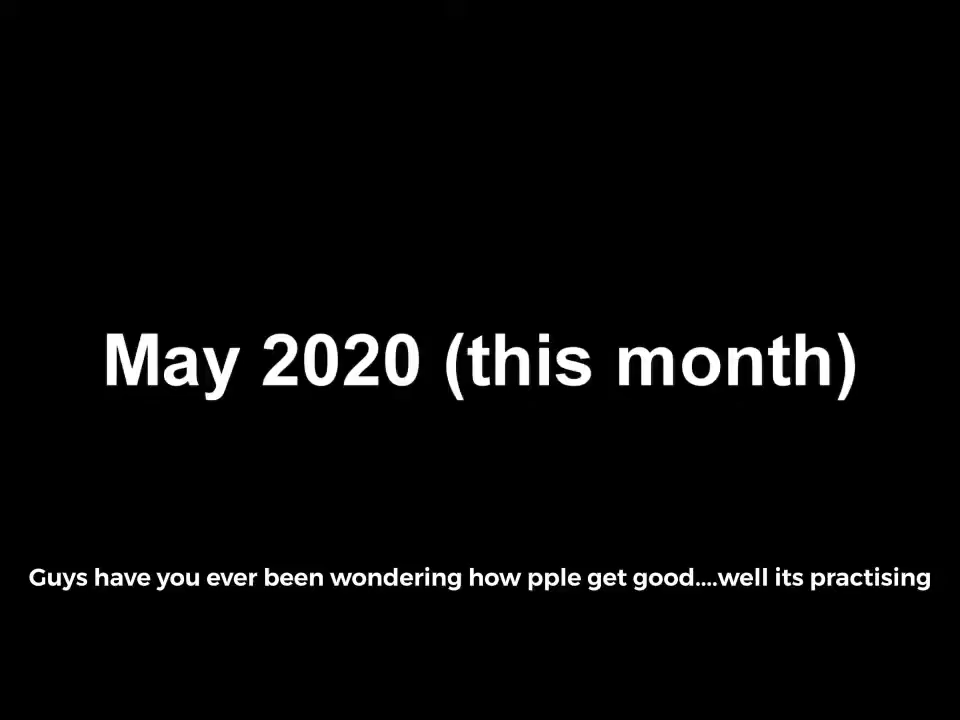 May 2020 (this month)
Guys have you ever been wondering how pple get good....well its practising